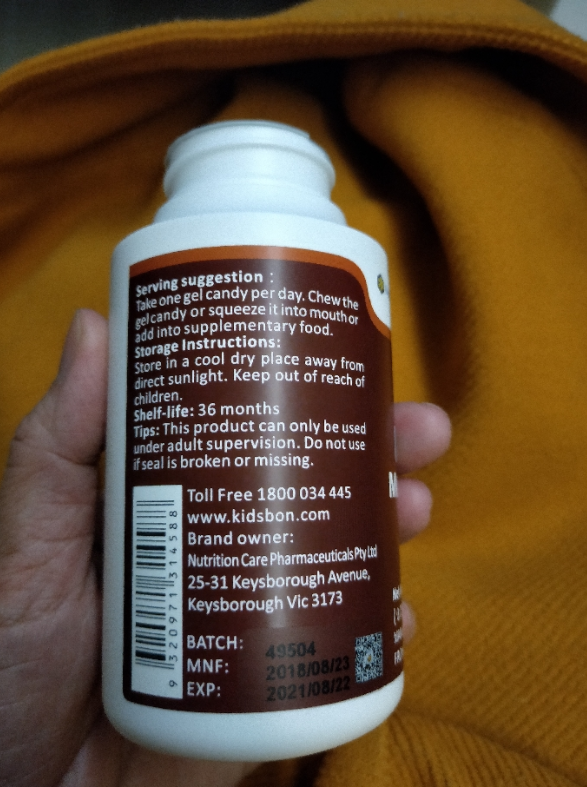 Serving suggestion :
Take one gel candy per day. Chew the
gel candy or squeeze it into mouth or
add into supplementary food.
Storage Instructions:
Store in a cool dry place away from
direct sunlight. Keep out of reach of
children.
Shelf-life: 36 months
Tips: This product can only be used
under adult supervision. Do not use
if seal is broken or missing.
Toll Free 1800 034 445
www.kidsbon.com
Brand owner:
Nutrition Care Pharmaceuticals Pty Ltd
25-31 Keysborough Avenue,
Keysborough Vic 3173
BATCH: 49504
MNF: 2018/08/23
EXP: 2021/08/22
9 320971 314588